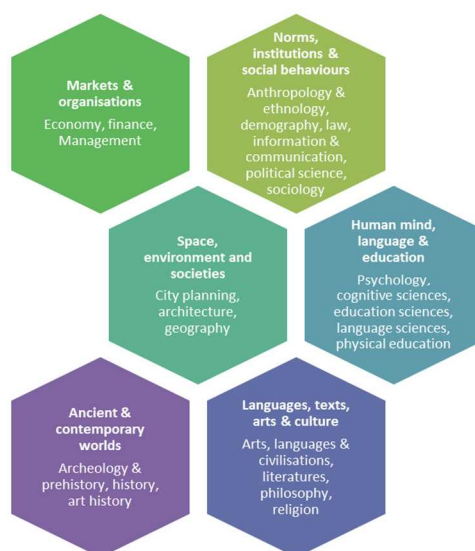 Markets &
organisations
Economy, finance,
Management
Norms,
institutions &
social behaviours
Anthropology &
ethnology,
demography, law,
information &
communication,
political science,
sociology
Space,
environment and
societies
City planning,
architecture,
geography
Human mind,
language &
education
Psychology,
cognitive sciences,
education sciences,
language sciences,
physical education
Ancient &
contemporary
worlds
Archeology &
prehistory, history,
art history
Languages, texts,
arts & culture
Arts, languages &
civilisations,
literatures,
philosophy,
religion